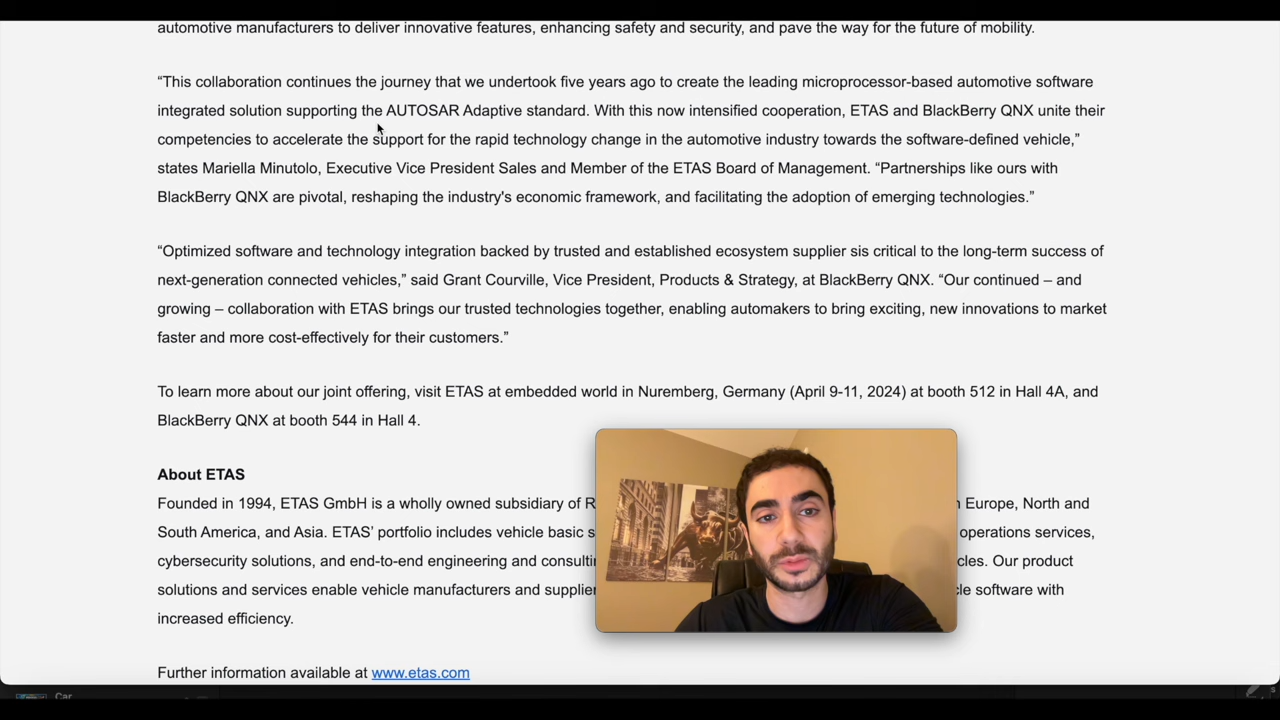 automotive manufacturers to deliver innovative features, enhancing safety and security, and pave the way for the future of mobility.
“This collaboration continues the journey that we undertook five years ago to create the leading microprocessor-based automotive software
integrated solution supporting the AUTOSAR Adaptive standard. With this now intensified cooperation, ETAS and BlackBerry QNX unite their
competencies to accelerate the support for the rapid technology change in the automotive industry towards the software-defined vehicle,”
states Mariella Minutolo, Executive Vice President Sales and Member of the ETAS Board of Management. “Partnerships like ours with
BlackBerry QNX are pivotal, reshaping the industry's economic framework, and facilitating the adoption of emerging technologies.”
“Optimized software and technology integration backed by trusted and established ecosystem supplier sis critical to the long-term success of
next-generation connected vehicles,” said Grant Courville, Vice President, Products & Strategy, at BlackBerry QNX. “Our continued – and
growing – collaboration with ETAS brings our trusted technologies together, enabling automakers to bring exciting, new innovations to market
faster and more cost-effectively for their customers.”
To learn more about our joint offering, visit ETAS at embedded world in Nuremberg, Germany (April 9-11, 2024) at booth 512 in Hall 4A, and
BlackBerry QNX at booth 544 in Hall 4.
About ETAS
Founded in 1994, ETAS GmbH is a wholly owned subsidiary of R Europe, North and
South America, and Asia. ETAS’ portfolio includes vehicle basic s operations services,
cybersecurity solutions, and end-to-end engineering and consulti cles. Our product
solutions and services enable vehicle manufacturers and supplier cle software with
increased efficiency.
Further information available at www.etas.com
Car